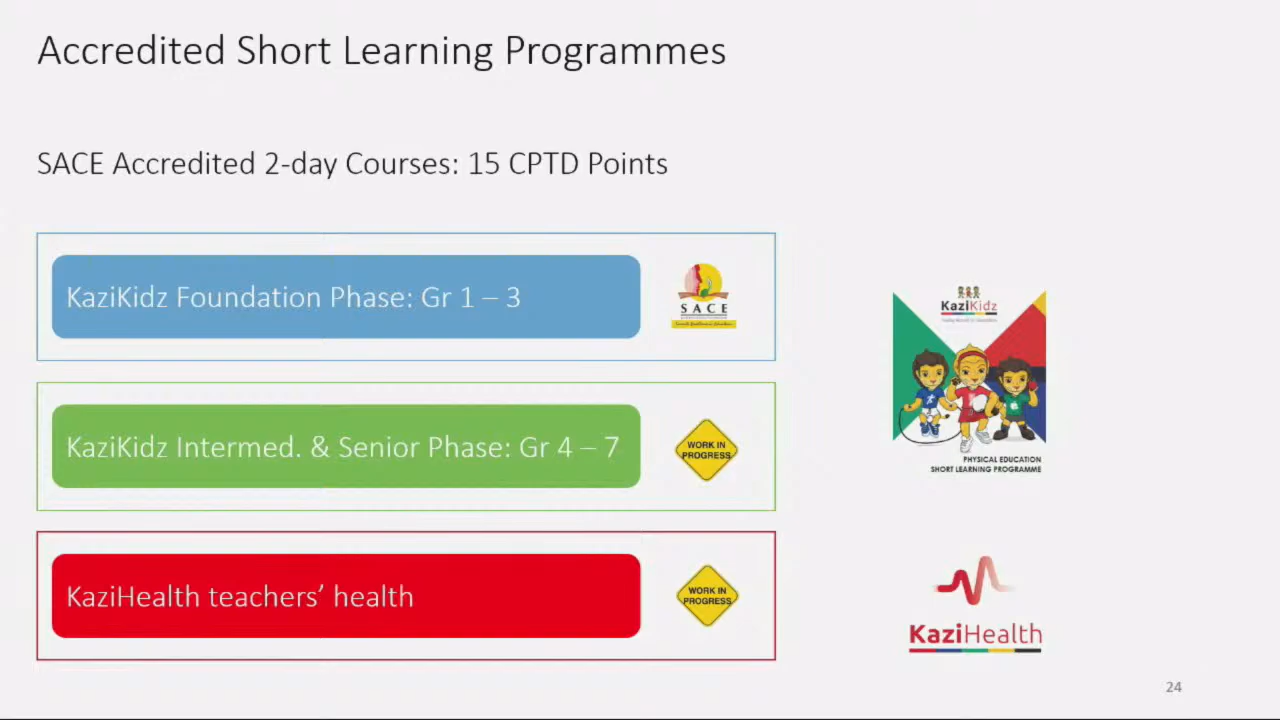 Accredited Short Learning Programmes
SACE Accredited 2-day Courses: 15 CPTD Points
KaziKidz Foundation Phase: Gr 1 – 3
SACE
KaziKidz Intermed. & Senior Phase: Gr 4 – 7
WORK IN
PROGRESS
KaziHealth teachers’ health
WORK IN
PROGRESS
KaziKidz
PHYSICAL EDUCATION
SHORT LEARNING PROGRAMME
KaziHealth
24